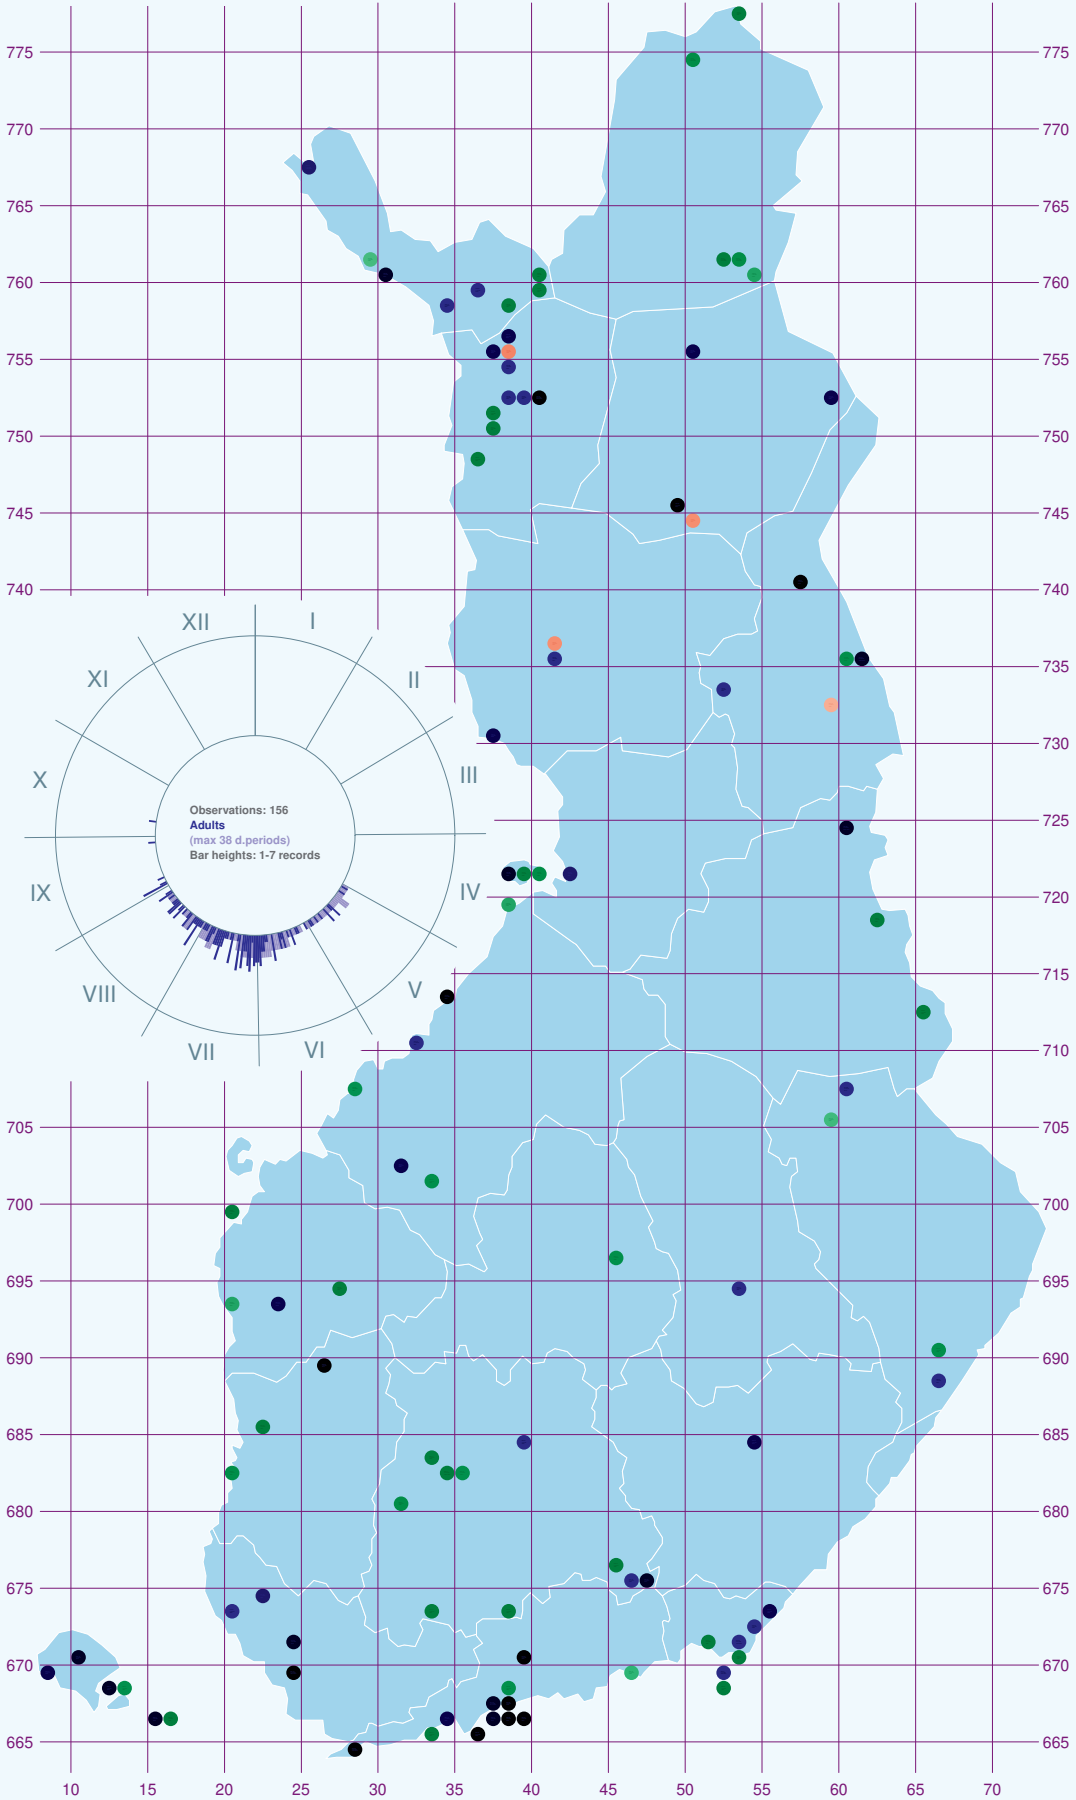 775 775
770 770
765 765
760 760
755 755
750 750
745 745
740 740
XII I
XI II
735 735
730 730
X III
Observations: 156
Adults
(max 38 d.periods)
Bar heights: 1-7 records
725 725
IX IV
720 720
715 715
VIII V
VII VI
710 710
705 705
700 700
695 695
690 690
685 685
680 680
675 675
670 670
665 665
10 15 20 25 30 35 40 45 50 55 60 65 70